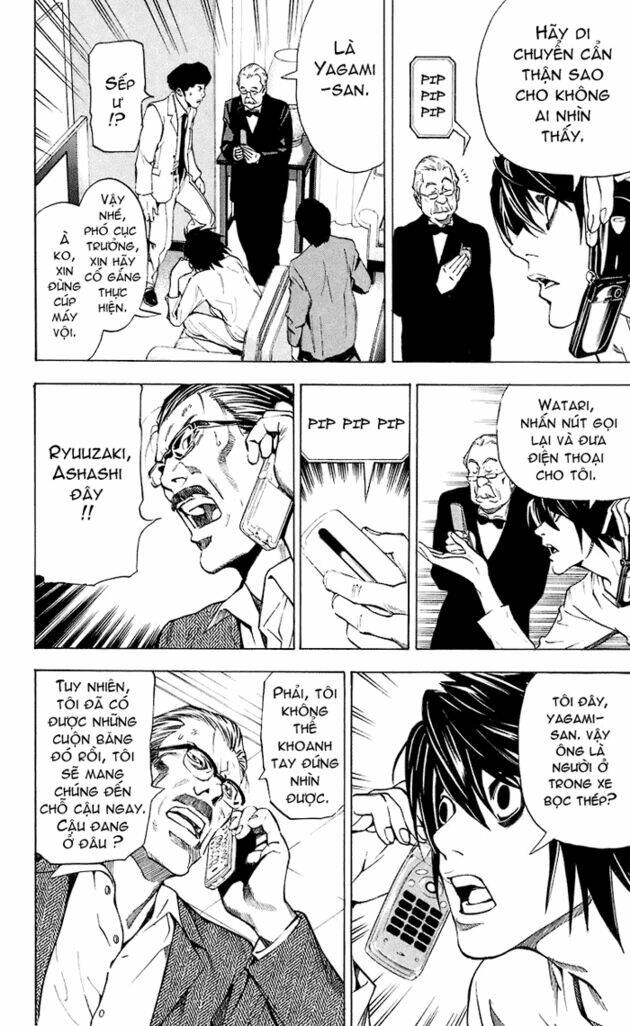 HÃY DI
CHUYỂN CẨN
THẬN SAO
CHO KHÔNG
AI NHÌN
THẤY.
PIP
PIP
PIP
LÀ
YAGAMI
-SAN.
SẾP
Ư
!?
VẬY
NHÉ,
PHÓ CỤC
TRƯỞNG,
XIN HÃY
CỐ GẮNG
THỰC
HIỆN.
À
KO, XIN
ĐỪNG CÚP
MÁY VỘI.
WATARI,
NHẤN NÚT GỌI
LẠI VÀ ĐƯA
ĐIỆN THOẠI
CHO TÔI.
PIP PIP PIP
RYUUZAKI,
ASHASHI
ĐÂY
!!
TÔI ĐÂY,
YAGAMI-
SAN. VẬY
ÔNG LÀ
NGƯỜI Ở
TRONG XE
BỌC THÉP?
PHẢI, TÔI
KHÔNG
THỂ
KHOANH
TAY ĐỨNG
NHÌN
ĐƯỢC.
TUY NHIÊN,
TÔI ĐÃ CÓ
ĐƯỢC NHỮNG
CUỘN BĂNG
ĐÓ RỒI, TÔI
SẼ MANG
CHÚNG ĐẾN
CHỖ CẬU NGAY.
CẬU ĐANG
Ở ĐÂU ?